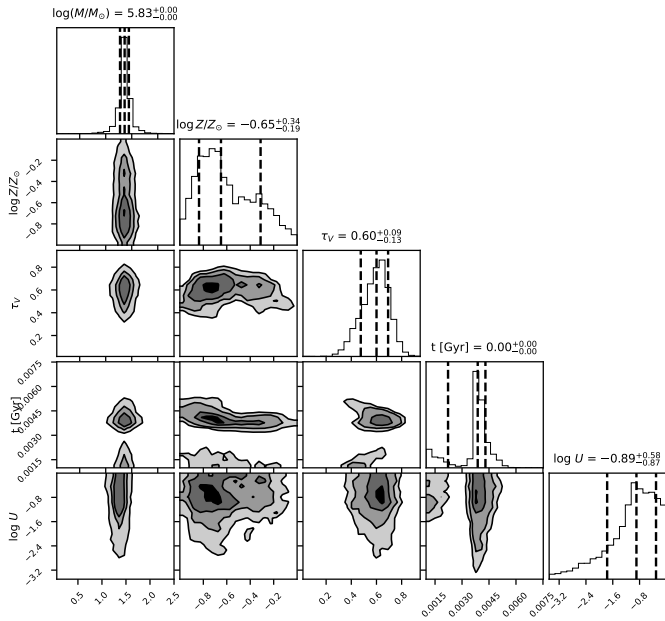 log(M/M⊙) = 5.83+0.00−0.00
log Z/Z⊙ = −0.65+0.34−0.19
−0.2
−0.4
−0.6
−0.8
log Z/Z⊙
τV = 0.60+0.09−0.13
0.8
0.6
0.4
0.2
τV
t [Gyr] = 0.00+0.00−0.00
0.0075
0.0060
0.0045
0.0030
0.0015
t [Gyr]
log U = −0.89+0.58−0.87
−0.8
−1.6
−2.4
−3.2
log U
0.5 1.0 1.5 2.0 2.5
−0.8 −0.6 −0.4 −0.2
0.2 0.4 0.6 0.8
0.0015 0.0030 0.0045 0.0060 0.0075
−3.2 −2.4 −1.6 −0.8